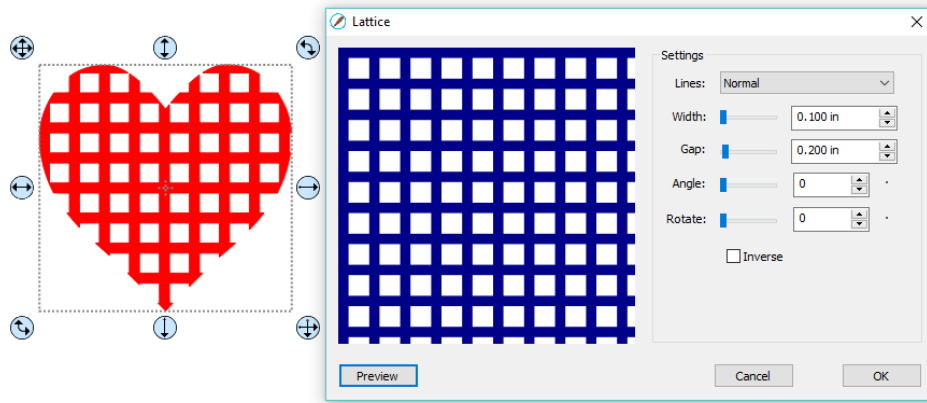 Lattice
Settings
Lines: Normal
Width: 0.100 in
Gap: 0.200 in
Angle: 0 °
Rotate: 0 °
Inverse
Preview Cancel OK